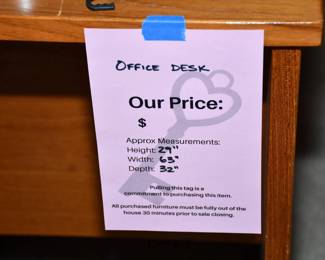 OFFICE DESK
Our Price:
$
Approx Measurements:
Height: 29"
Width: 63"
Depth: 32"
Pulling this tag is a
commitment to purchasing this item.
All purchased furniture must be fully out of the
house 30 minutes prior to sale closing.